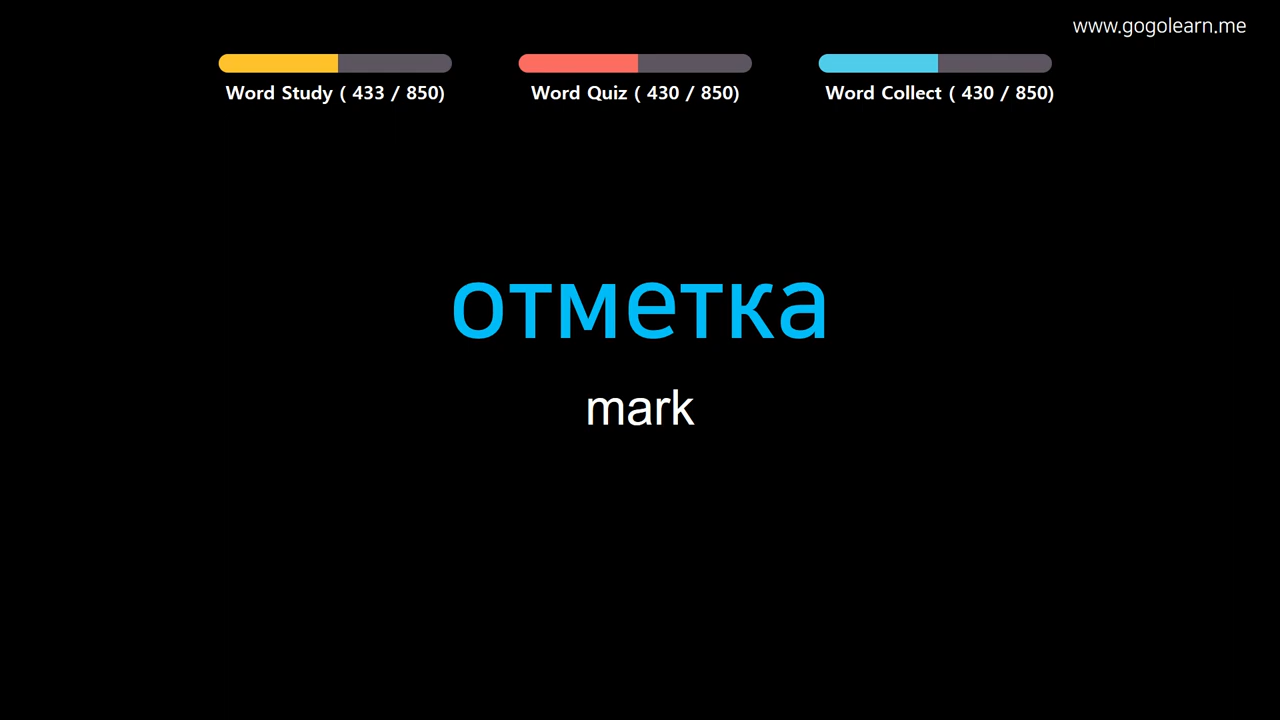 www.gogolearn.me
Word Study ( 433 / 850)
Word Quiz ( 430 / 850)
Word Collect ( 430 / 850)
отметка
mark